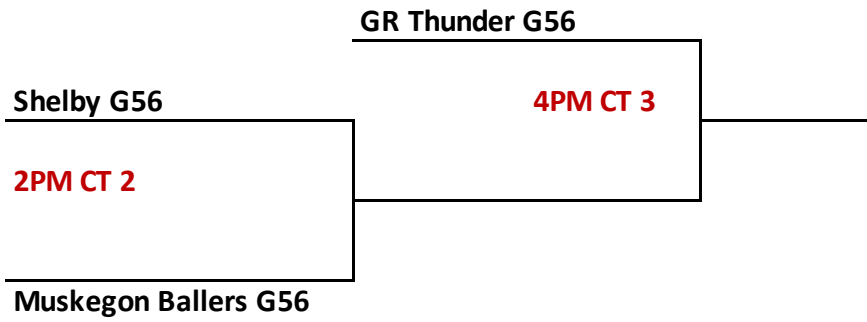 GR Thunder G56
Shelby G56
4PM CT 3
2PM CT 2
Muskegon Ballers G56